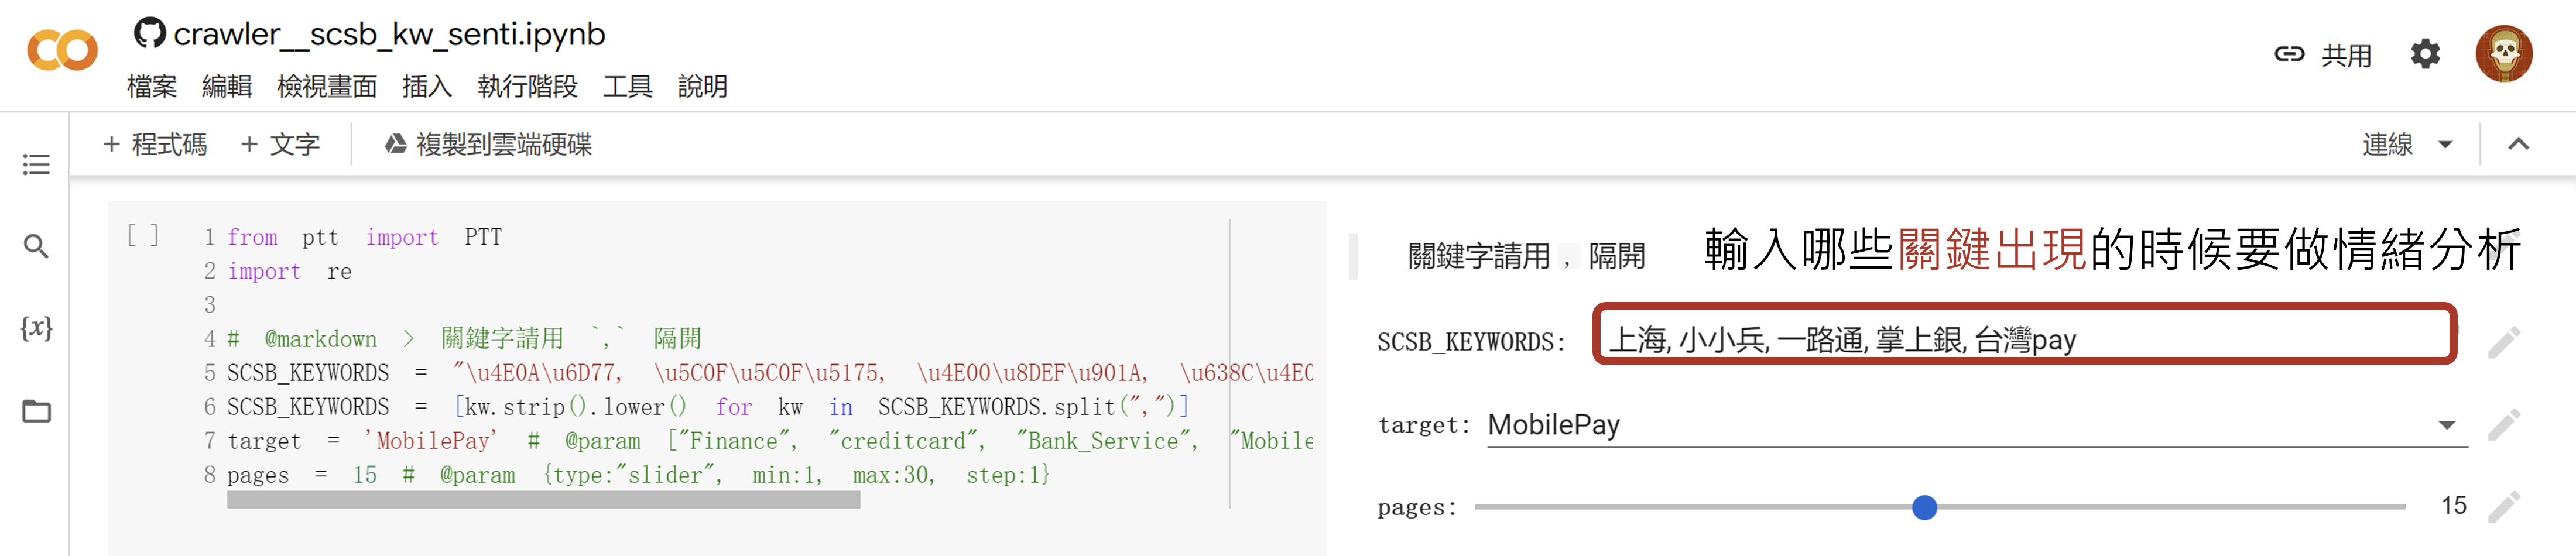 crawler__scsb_kw_senti.ipynb
檔案 編輯 檢視畫面 插入 執行階段 工具 說明
共用
+ 程式碼 + 文字 複製到雲端硬碟
連線
[ ]
1 from ptt import PTT
2 import re
3
4 # @markdown > 關鍵字請用 `,` 隔開
5 SCSB_KEYWORDS = "\u4E0A\u6D77, \u5C0F\u5C0F\u5175, \u4E00\u8DEF\u901A, \u638C\u4E0
6 SCSB_KEYWORDS = [kw.strip().lower() for kw in SCSB_KEYWORDS.split(",")]
7 target = 'MobilePay' # @param ["Finance", "creditcard", "Bank_Service", "Mobile
8 pages = 15 # @param {type:"slider", min:1, max:30, step:1}
關鍵字請用 , 隔開
輸入哪些關鍵出現的時候要做情緒分析
SCSB_KEYWORDS: 上海, 小小兵, 一路通, 掌上銀, 台灣pay
target: MobilePay
pages: 15
{x}